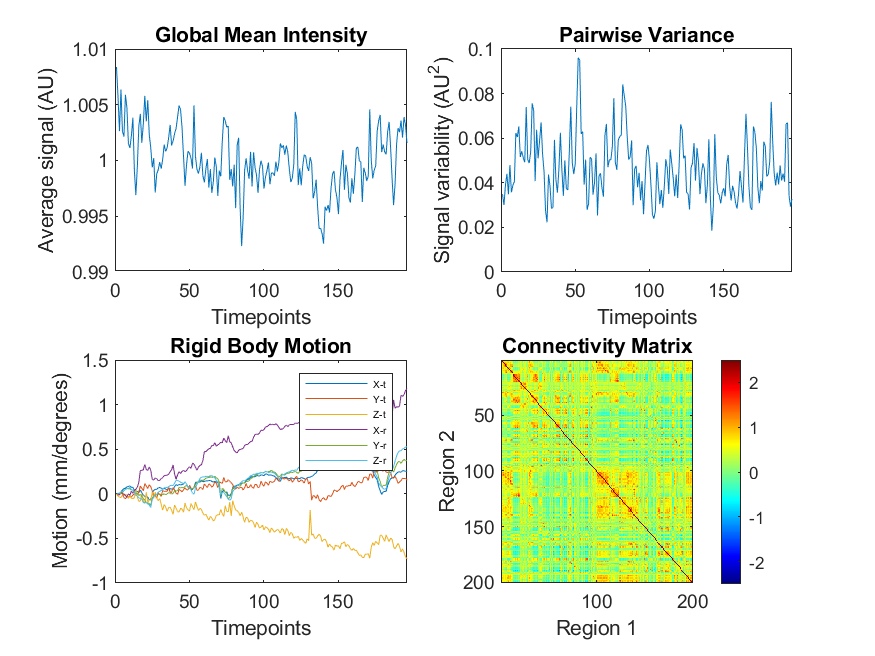 Global Mean Intensity
1.01
1.005
1
0.995
0.99
Average signal (AU)
0
50
100
150
Timepoints
Pairwise Variance
0.1
0.08
0.06
0.04
0.02
0
Signal variability (AU²)
0
50
100
150
Timepoints
Rigid Body Motion
1.5
1
0.5
0
-0.5
-1
Motion (mm/degrees)
X-t
Y-t
Z-t
X-r
Y-r
Z-r
0
50
100
150
Timepoints
Connectivity Matrix
50
100
150
200
Region 2
100
200
Region 1
2
1
0
-1
-2